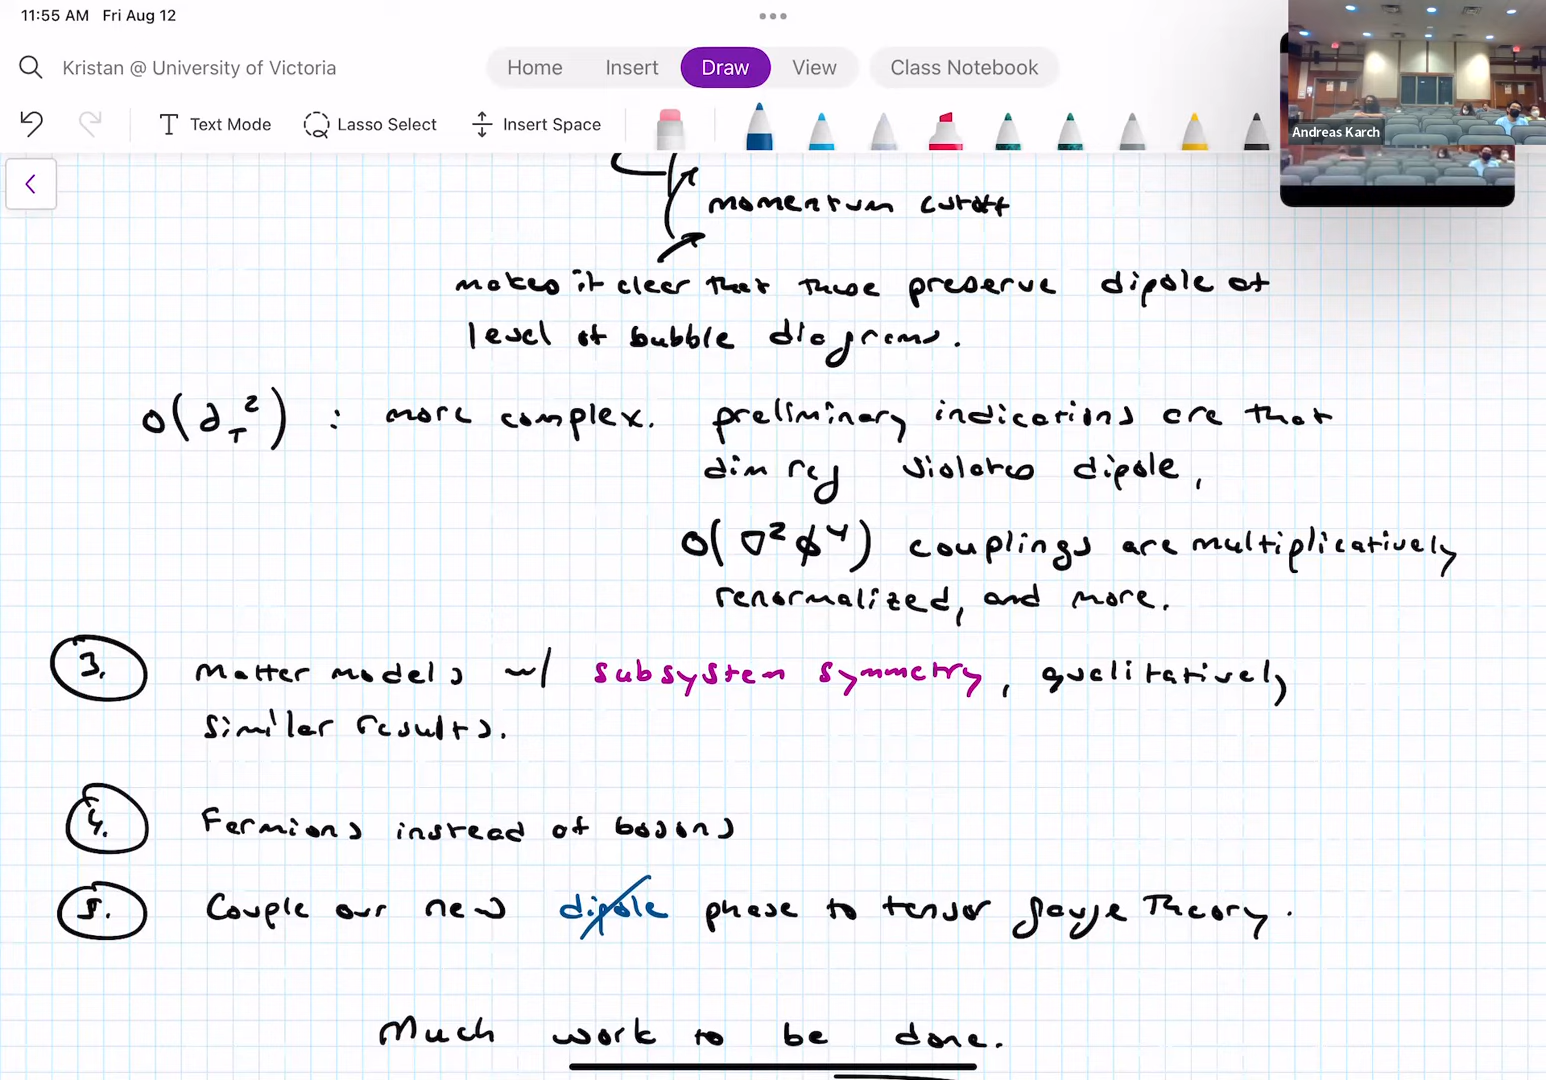 11:55 AM Fri Aug 12
Kristan @ University of Victoria
Home Insert Draw View Class Notebook
Text Mode Lasso Select Insert Space
Andreas Karch
momentum cutoff
makes it clear that these preserve dipole at
level of bubble diagrams.
O(∂_T^2) : more complex. preliminary indications are that
dim reg violates dipole,
O(∇^2 φ^4) couplings are multiplicatively
renormalized, and more.
3. Matter models w/ subsystem symmetry, qualitatively
similar results.
4. Fermions instead of bosons
5. Couple our new dipole phase to tensor gauge theory.
Much work to be done.